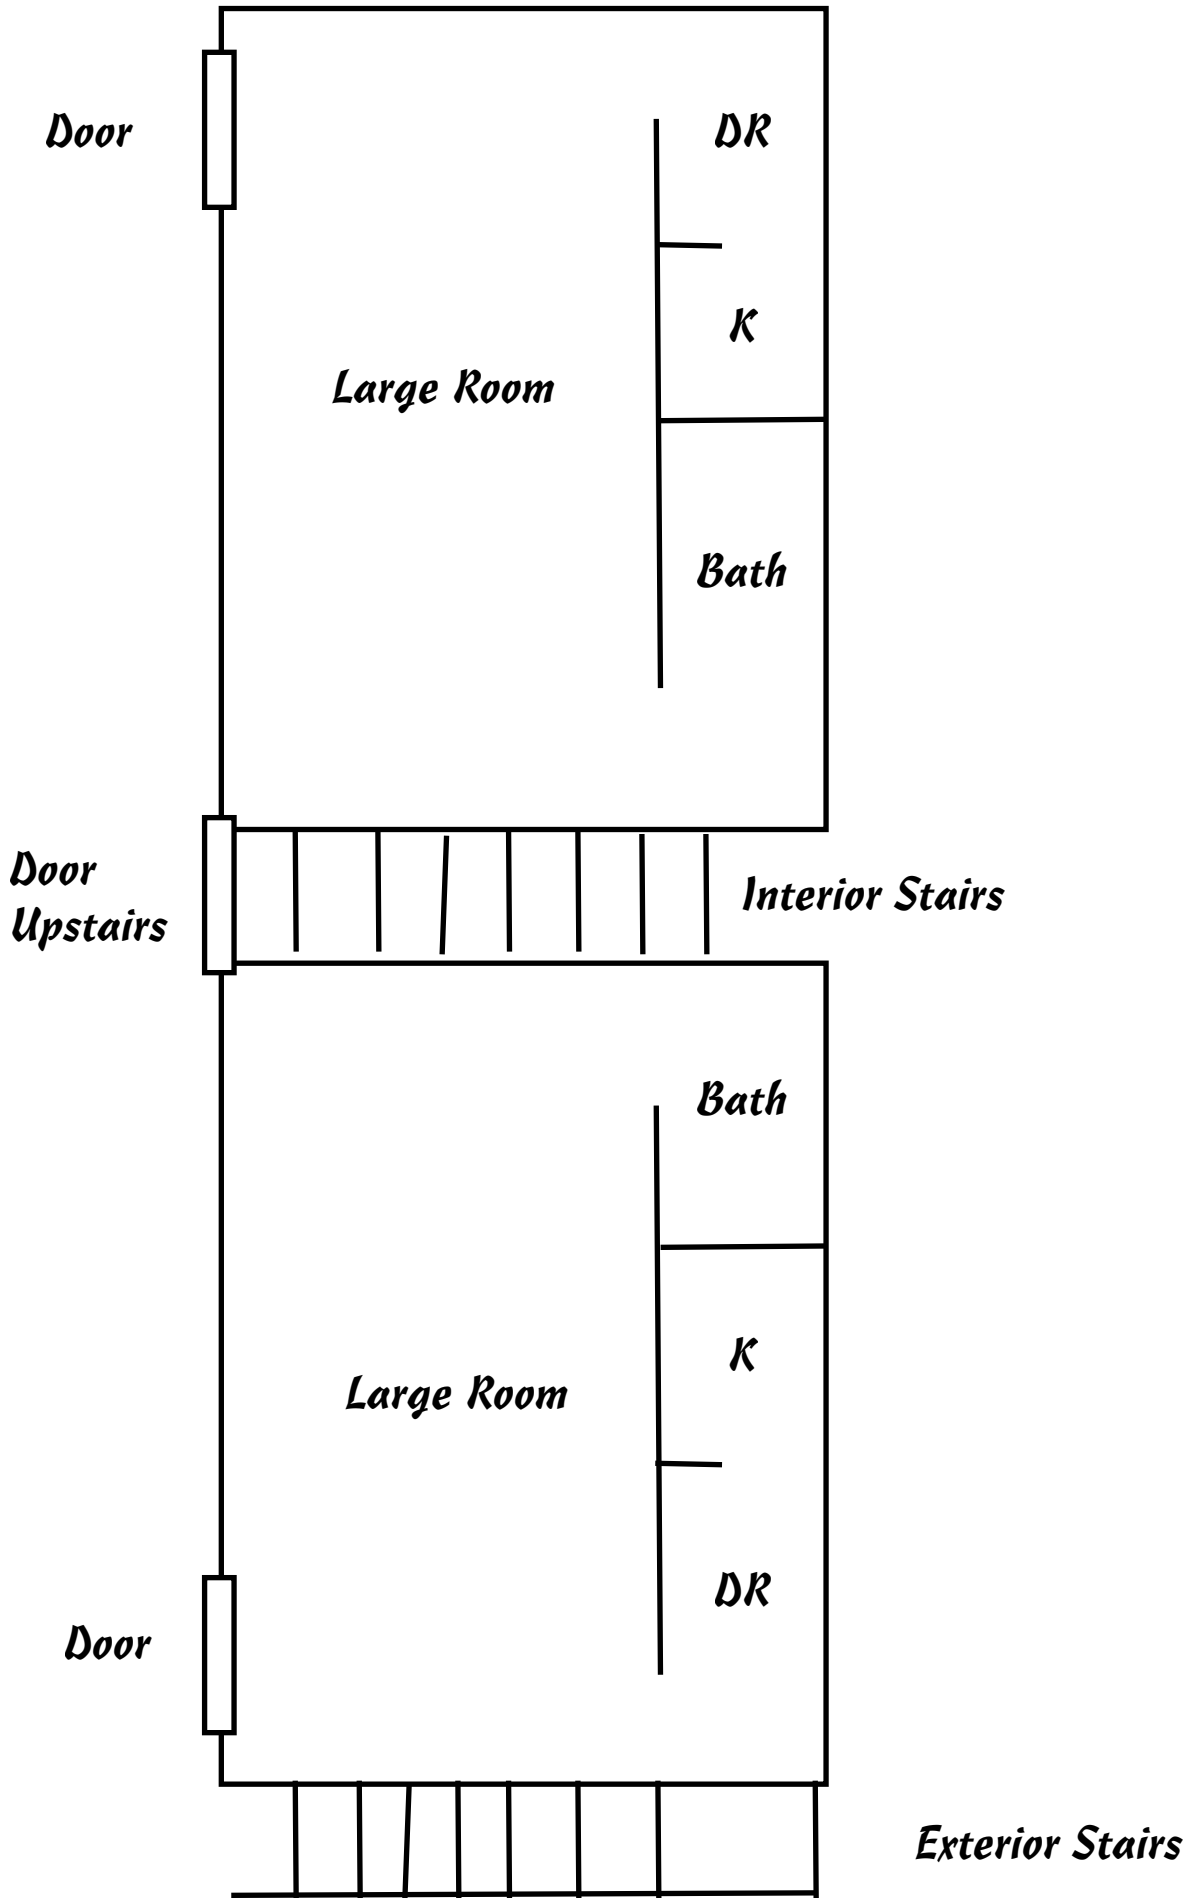 Door
DR
K
Large Room
Bath
Door
Upstairs
Interior Stairs
Bath
K
Large Room
DR
Door
Exterior Stairs